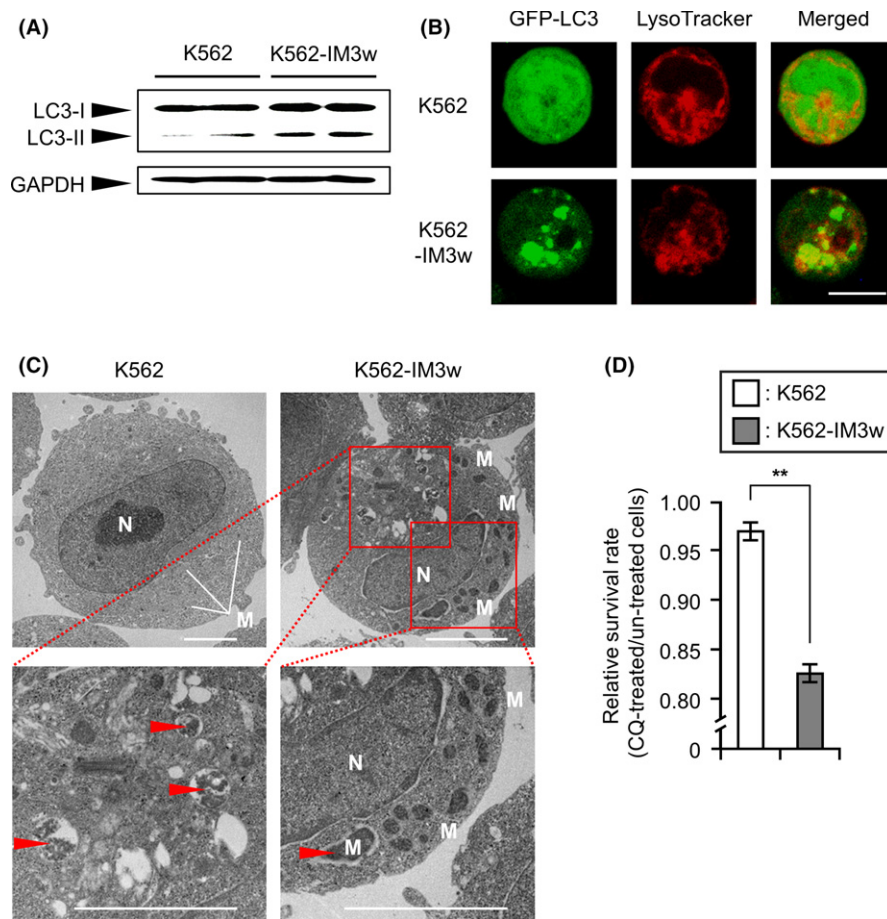 (A)
K562 K562-IM3w
LC3-I
LC3-II
GAPDH
(B)
GFP-LC3 LysoTracker Merged
K562
K562
-IM3w
(C)
K562 K562-IM3w
N
M
M
M
N
M
M
N
M
M
(D)
: K562
: K562-IM3w
**
Relative survival rate
(CQ-treated/un-treated cells)
1.00
0.95
0.90
0.85
0.80
0